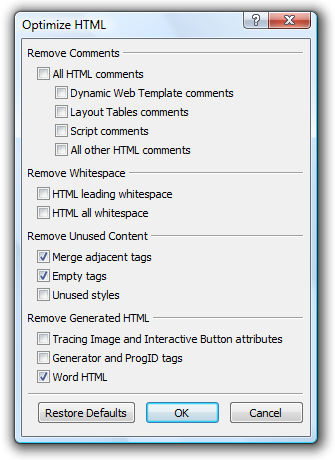 Optimize HTML
Remove Comments
All HTML comments
Dynamic Web Template comments
Layout Tables comments
Script comments
All other HTML comments
Remove Whitespace
HTML leading whitespace
HTML all whitespace
Remove Unused Content
Merge adjacent tags
Empty tags
Unused styles
Remove Generated HTML
Tracing Image and Interactive Button attributes
Generator and ProgID tags
Word HTML
Restore Defaults OK Cancel